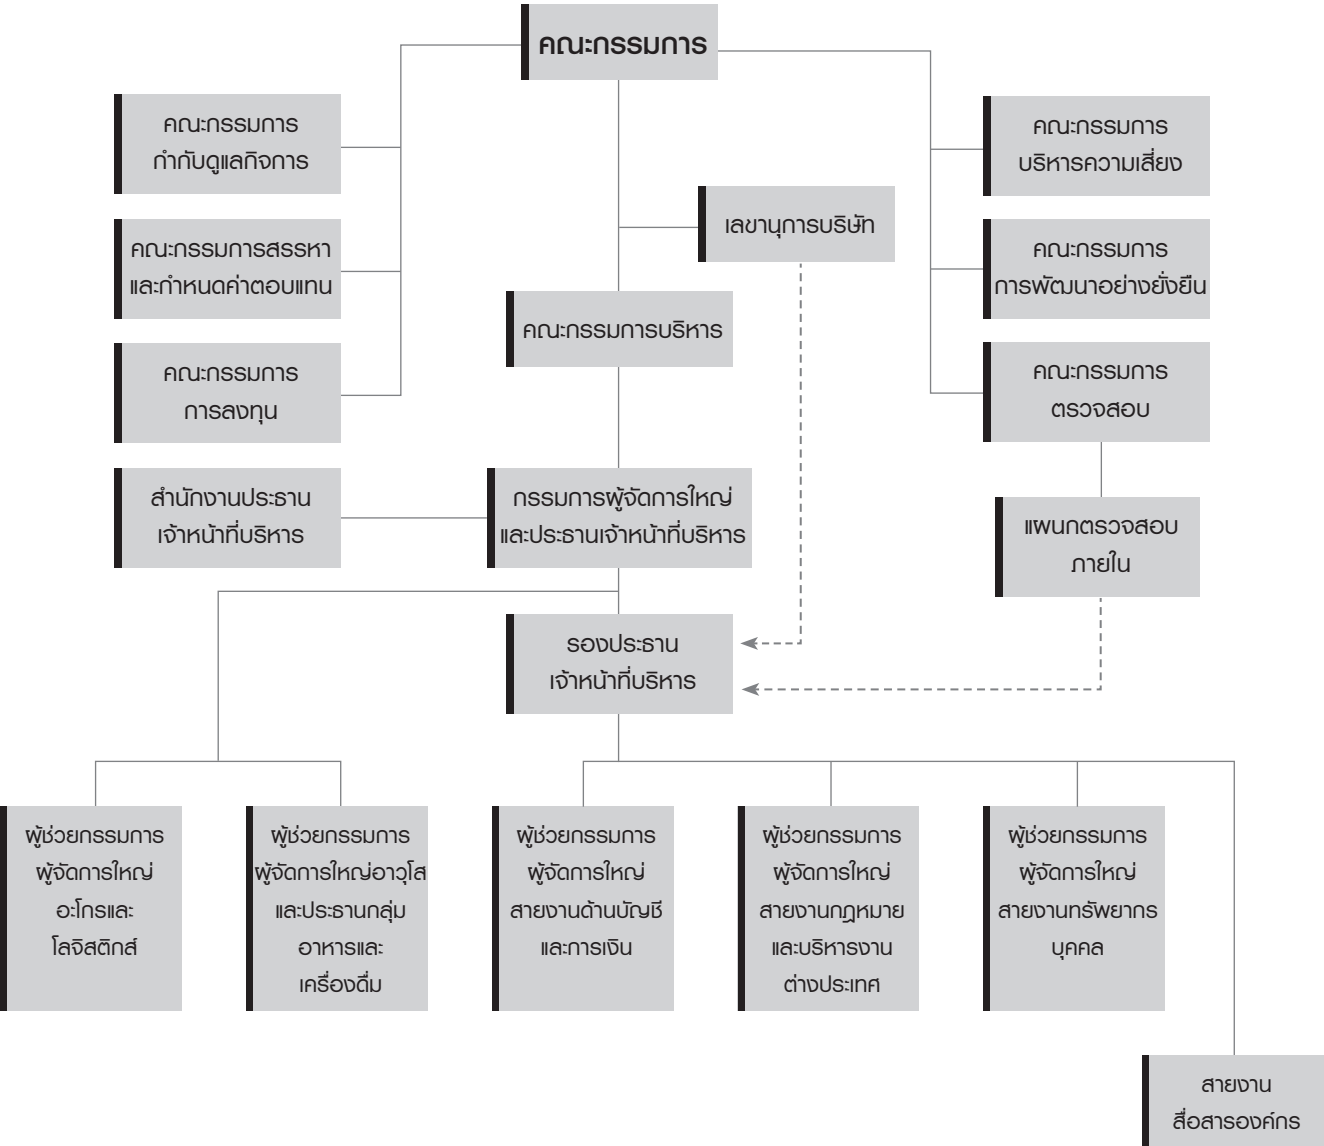 คณะกรรมการ
คณะกรรมการ
กำกับดูแลกิจการ
คณะกรรมการสรรหา
และกำหนดค่าตอบแทน
คณะกรรมการ
การลงทุน
คณะกรรมการ
บริหารความเสี่ยง
คณะกรรมการ
การพัฒนาอย่างยั่งยืน
คณะกรรมการ
ตรวจสอบ
เลขานุการบริษัท
คณะกรรมการบริหาร
สำนักงานประธาน
เจ้าหน้าที่บริหาร
กรรมการผู้จัดการใหญ่
และประธานเจ้าหน้าที่บริหาร
แผนกตรวจสอบ
ภายใน
รองประธาน
เจ้าหน้าที่บริหาร
ผู้ช่วยกรรมการ
ผู้จัดการใหญ่
อะโกรและ
โลจิสติกส์
ผู้ช่วยกรรมการ
ผู้จัดการใหญ่อาวุโส
และประธานกลุ่ม
อาหารและ
เครื่องดื่ม
ผู้ช่วยกรรมการ
ผู้จัดการใหญ่
สายงานด้านบัญชี
และการเงิน
ผู้ช่วยกรรมการ
ผู้จัดการใหญ่
สายงานกฎหมาย
และบริหารงาน
ต่างประเทศ
ผู้ช่วยกรรมการ
ผู้จัดการใหญ่
สายงานทรัพยากร
บุคคล
สายงาน
สื่อสารองค์กร